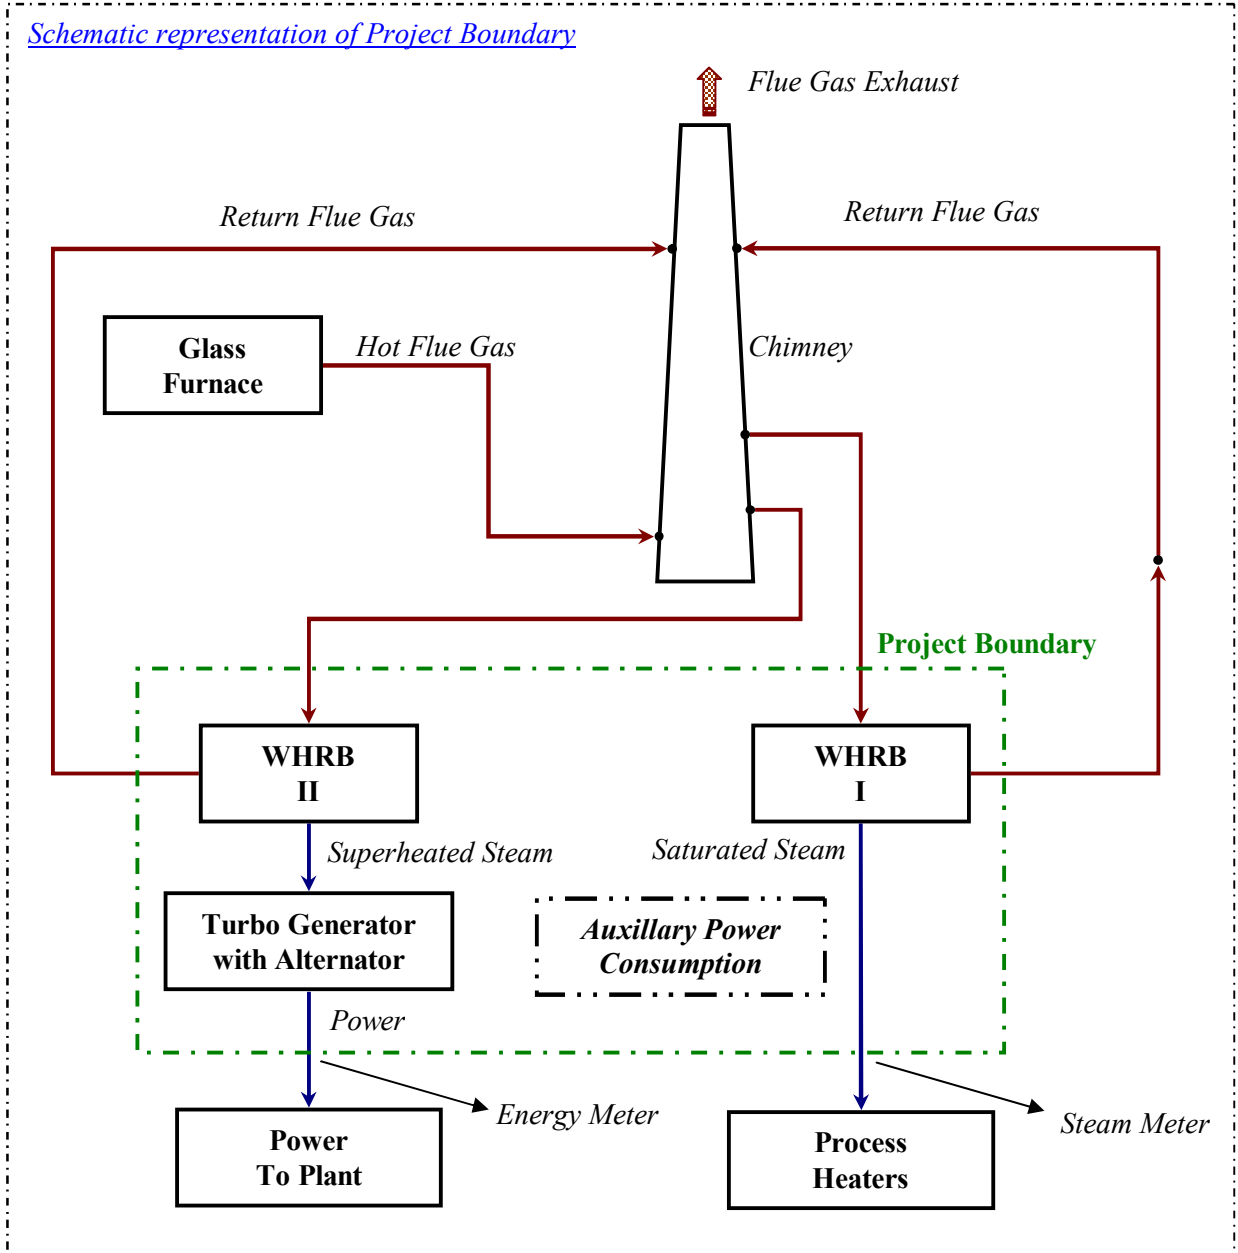 Schematic representation of Project Boundary
Flue Gas Exhaust
Return Flue Gas
Return Flue Gas
Glass
Furnace
Hot Flue Gas
Chimney
Project Boundary
WHRB
II
WHRB
I
Superheated Steam
Saturated Steam
Turbo Generator
with Alternator
Auxillary Power
Consumption
Power
Energy Meter
Steam Meter
Power
To Plant
Process
Heaters